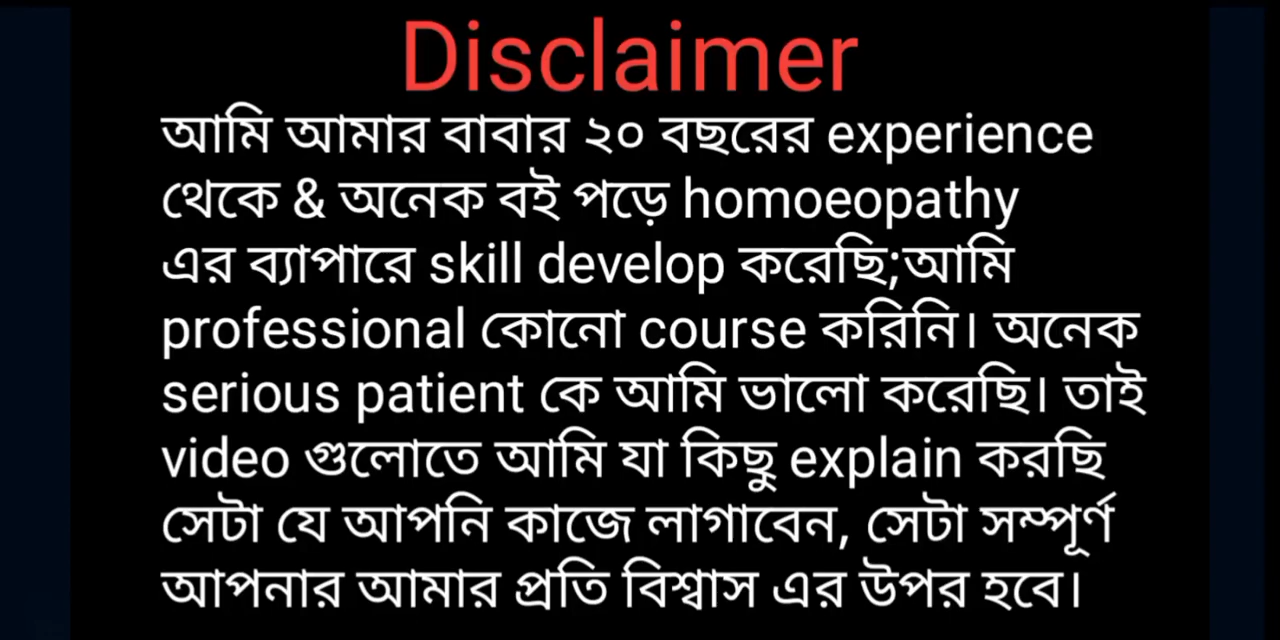 Disclaimer
আমি আমার বাবার ২০ বছরের experience
থেকে & অনেক বই পড়ে homoeopathy
এর ব্যাপারে skill develop করেছি;আমি
professional কোনো course করিনি। অনেক
serious patient কে আমি ভালো করেছি। তাই
video গুলোতে আমি যা কিছু explain করছি
সেটা যে আপনি কাজে লাগাবেন, সেটা সম্পূর্ণ
আপনার আমার প্রতি বিশ্বাস এর উপর হবে।